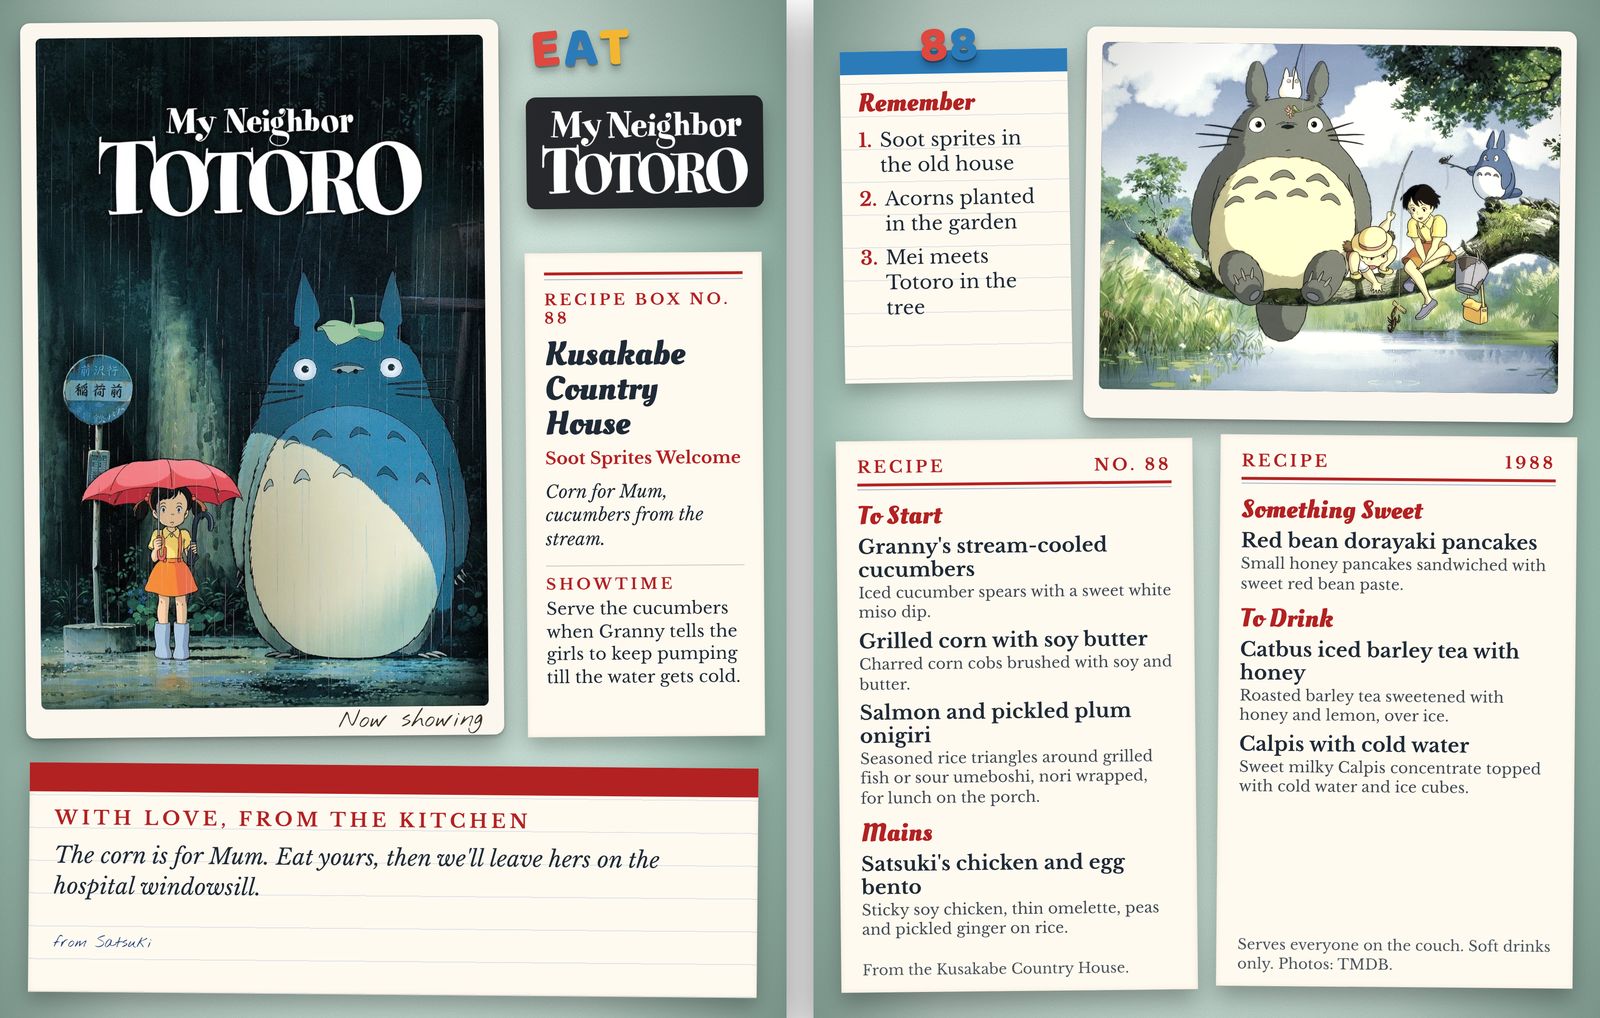 My Neighbor
TOTORO
前沢行
稲荷前
Now showing
EAT
My Neighbor
TOTORO
RECIPE BOX NO.
88
Kusakabe
Country
House
Soot Sprites Welcome
Corn for Mum,
cucumbers from the
stream.
SHOWTIME
Serve the cucumbers
when Granny tells the
girls to keep pumping
till the water gets cold.
WITH LOVE, FROM THE KITCHEN
The corn is for Mum. Eat yours, then we'll leave hers on the
hospital windowsill.
from Satsuki
88
Remember
1. Soot sprites in
the old house
2. Acorns planted
in the garden
3. Mei meets
Totoro in the
tree
RECIPE NO. 88
To Start
Granny's stream-cooled
cucumbers
Iced cucumber spears with a sweet white
miso dip.
Grilled corn with soy butter
Charred corn cobs brushed with soy and
butter.
Salmon and pickled plum
onigiri
Seasoned rice triangles around grilled
fish or sour umeboshi, nori wrapped,
for lunch on the porch.
Mains
Satsuki's chicken and egg
bento
Sticky soy chicken, thin omelette, peas
and pickled ginger on rice.
From the Kusakabe Country House.
RECIPE 1988
Something Sweet
Red bean dorayaki pancakes
Small honey pancakes sandwiched with
sweet red bean paste.
To Drink
Catbus iced barley tea with
honey
Roasted barley tea sweetened with
honey and lemon, over ice.
Calpis with cold water
Sweet milky Calpis concentrate topped
with cold water and ice cubes.
Serves everyone on the couch. Soft drinks
only. Photos: TMDB.